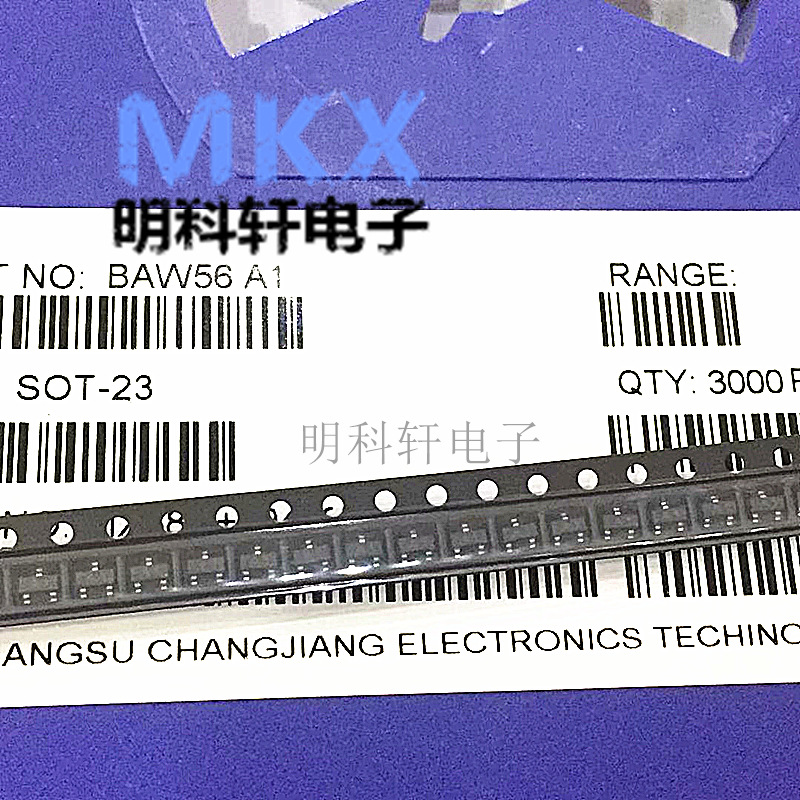 MKX
明科轩电子
T NO: BAW56 A1
RANGE:
SOT-23
QTY: 3000 P
明科轩电子
ANGSU CHANGJIANG ELECTRONICS TECHINO